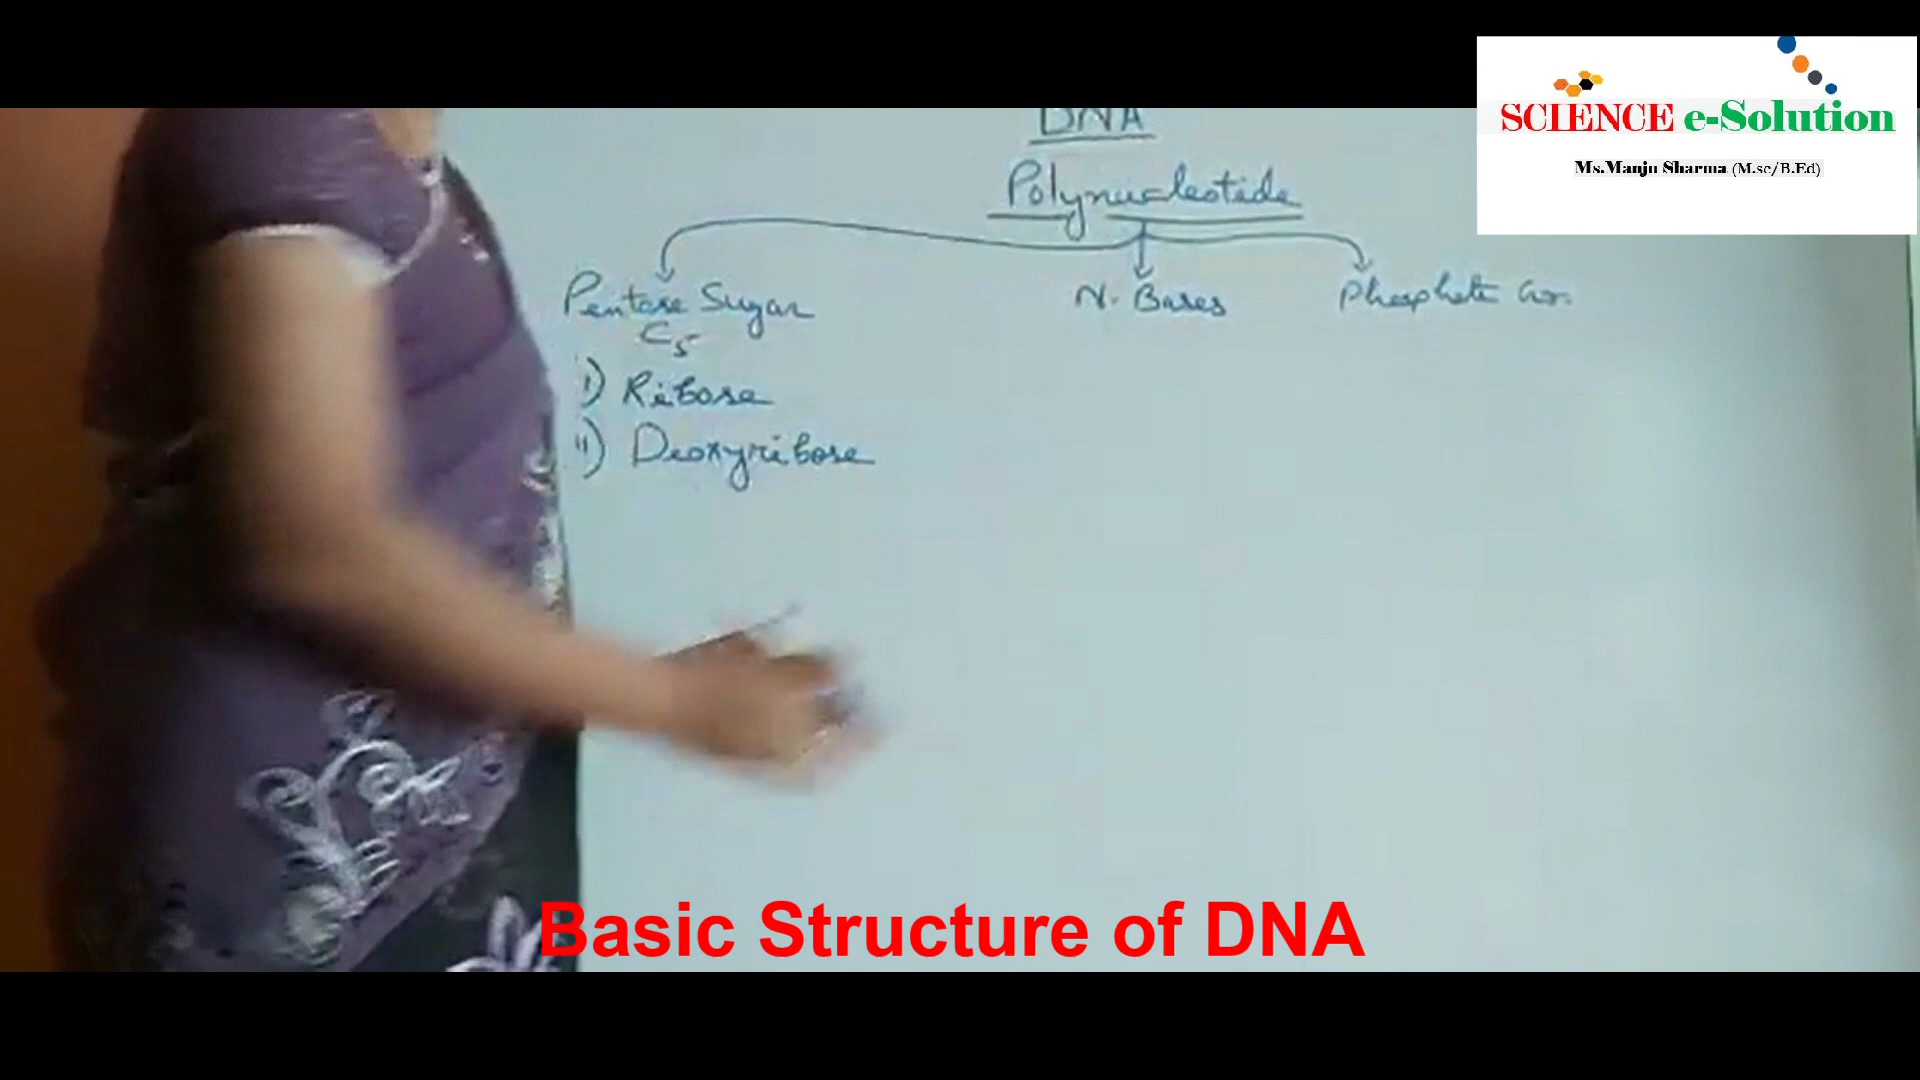 SCIENCE e-Solution
Ms.Manju Sharma (M.sc/B.Ed)
DNA
Polynucleotide
Pentose Sugar
C5
N. Bases
Phosphate Gr.
i) Ribose
ii) Deoxyribose
Basic Structure of DNA